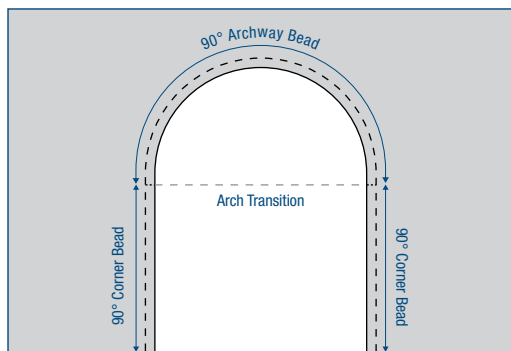 90° Archway Bead
Arch Transition
90° Corner Bead
90° Corner Bead